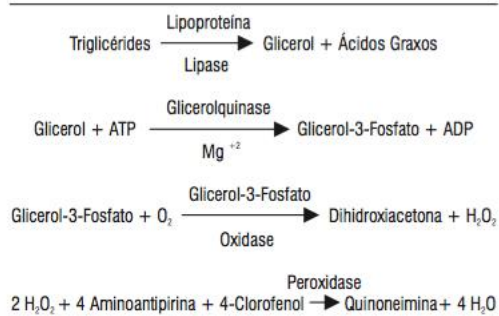 Lipoproteína
Triglicérides → Glicerol + Ácidos Graxos
Lipase
Glicerolquinase
Glicerol + ATP → Glicerol-3-Fosfato + ADP
Mg +2
Glicerol-3-Fosfato
Glicerol-3-Fosfato + O₂ → Dihidroxiacetona + H₂O₂
Oxidase
Peroxidase
2 H₂O₂ + 4 Aminoantipirina + 4-Clorofenol → Quinoneimina + 4 H₂O